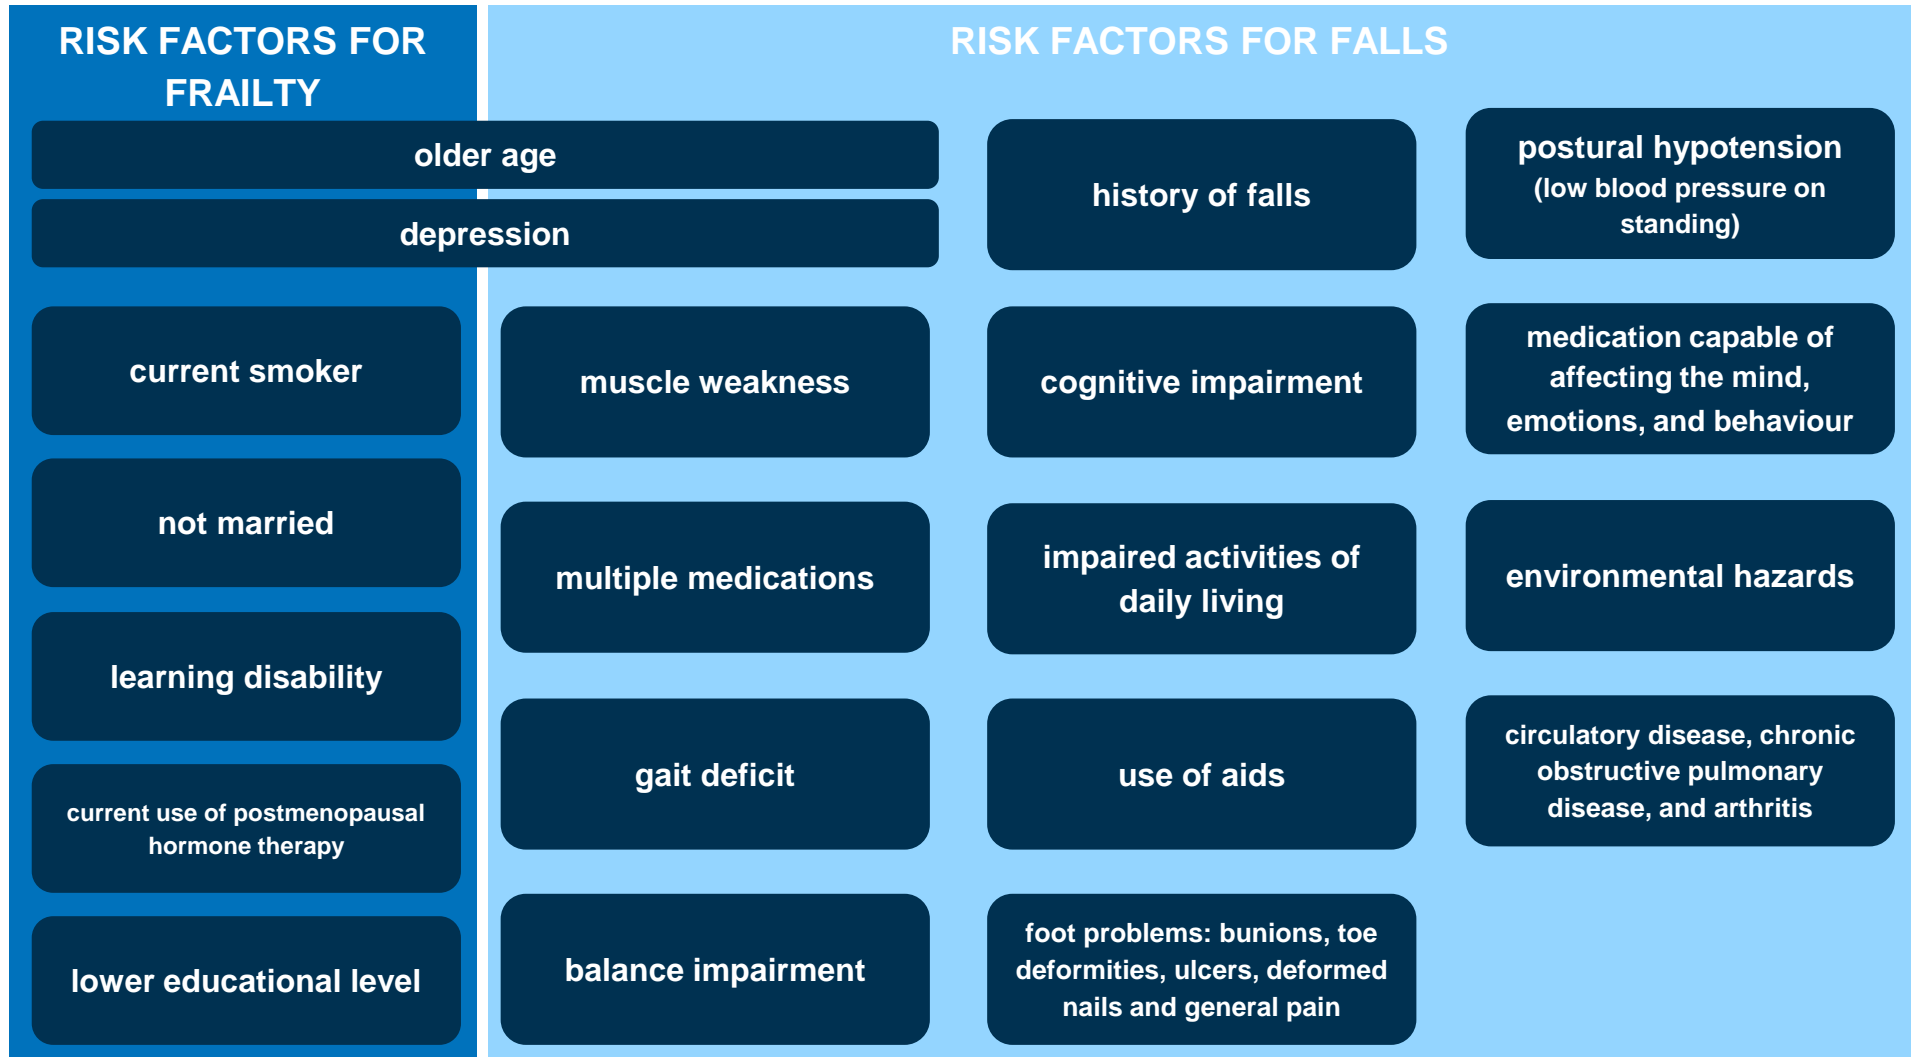 RISK FACTORS FOR
FRAILTY
RISK FACTORS FOR FALLS
older age
depression
current smoker
not married
learning disability
current use of postmenopausal
hormone therapy
lower educational level
muscle weakness
multiple medications
gait deficit
balance impairment
history of falls
cognitive impairment
impaired activities of
daily living
use of aids
foot problems: bunions, toe
deformities, ulcers, deformed
nails and general pain
postural hypotension
(low blood pressure on
standing)
medication capable of
affecting the mind,
emotions, and behaviour
environmental hazards
circulatory disease, chronic
obstructive pulmonary
disease, and arthritis